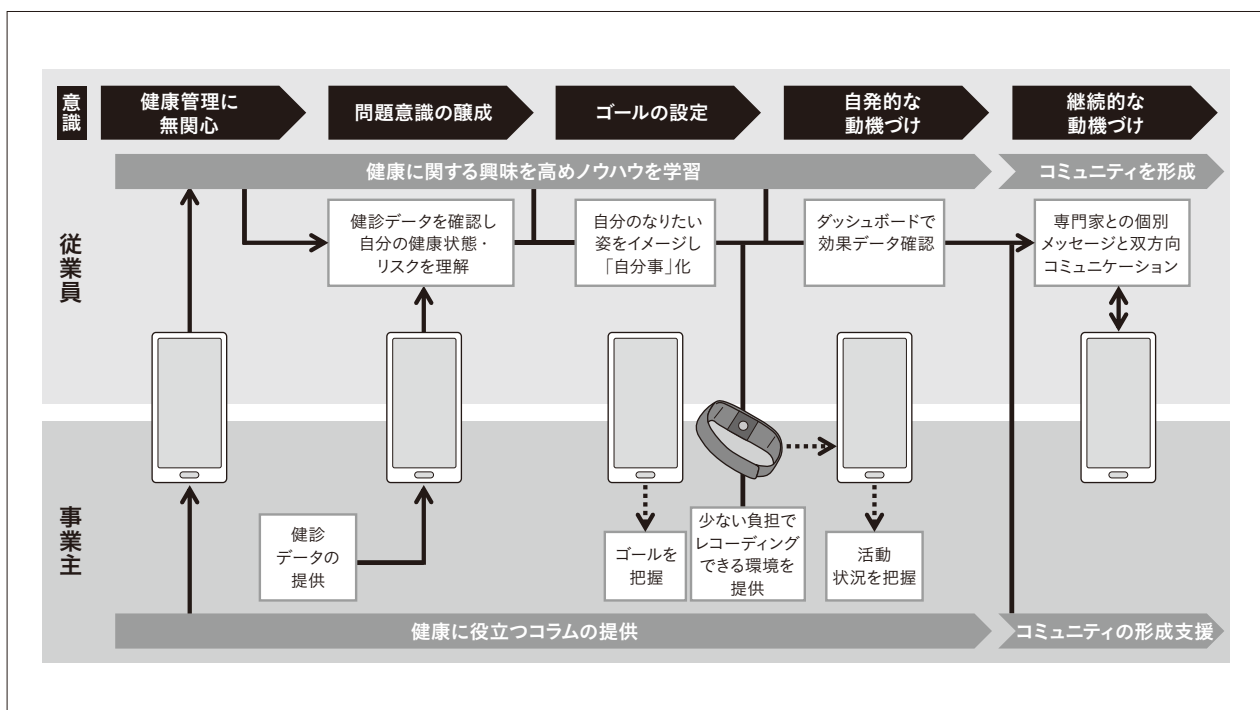 意識
健康管理に
無関心
問題意識の醸成
ゴールの設定
自発的な
動機づけ
継続的な
動機づけ
健康に関する興味を高めノウハウを学習
コミュニティを形成
従業員
健診データを確認し
自分の健康状態・
リスクを理解
自分のなりたい
姿をイメージし
「自分事」化
ダッシュボードで
効果データ確認
専門家との個別
メッセージと双方向
コミュニケーション
事業主
健診
データの
提供
ゴールを
把握
少ない負担で
レコーディング
できる環境を
提供
活動
状況を把握
健康に役立つコラムの提供
コミュニティの形成支援